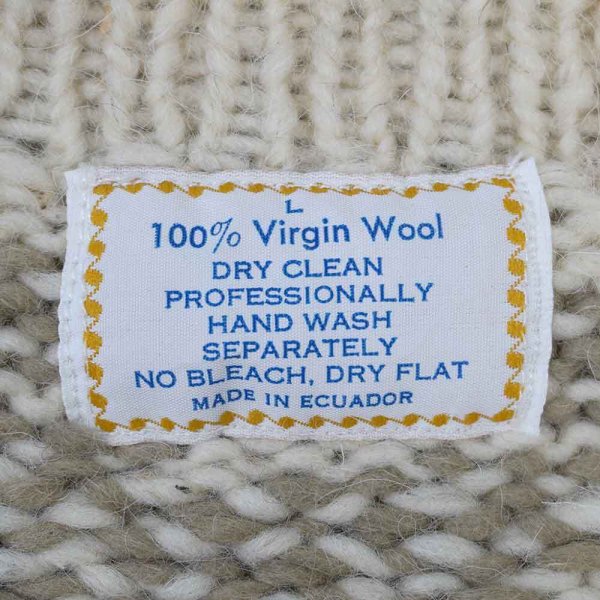 L
100% Virgin Wool
DRY CLEAN
PROFESSIONALLY
HAND WASH
SEPARATELY
NO BLEACH, DRY FLAT
MADE IN ECUADOR